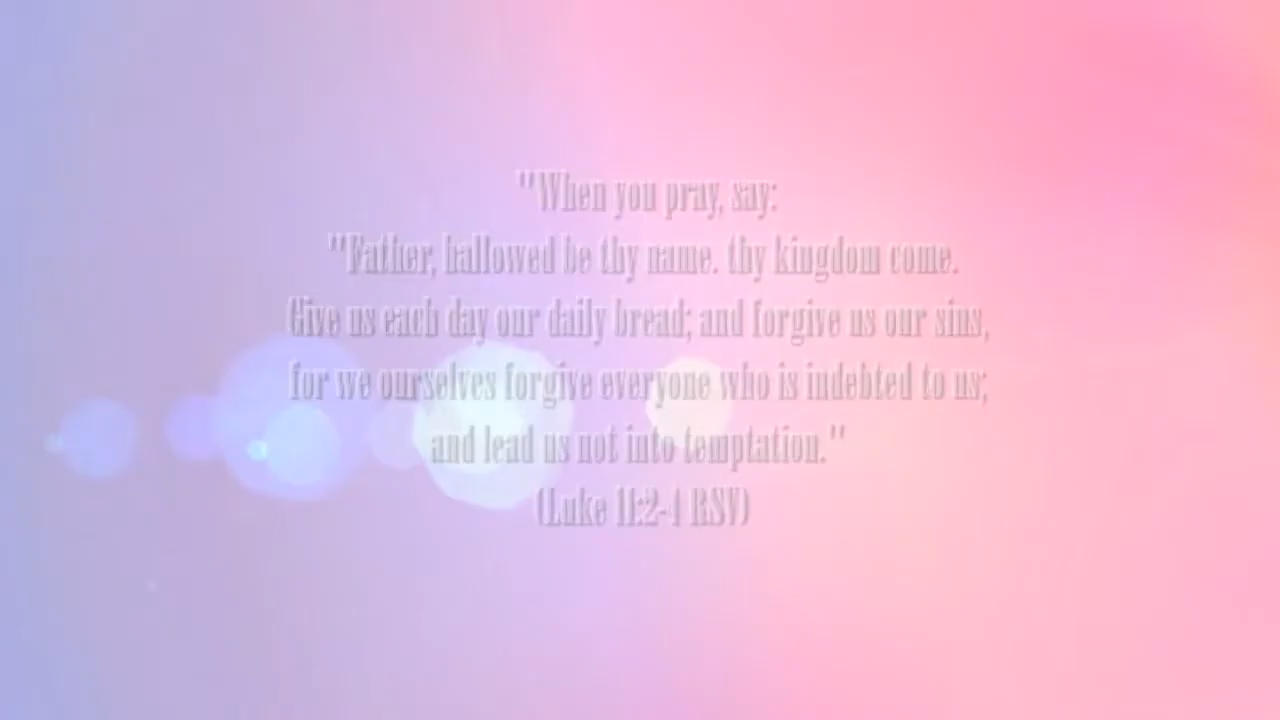 "When you pray, say:
"Father, hallowed be thy name. thy kingdom come.
Give us each day our daily bread; and forgive us our sins,
for we ourselves forgive everyone who is indebted to us;
and lead us not into temptation."
(Luke 11:2-4 RSV)